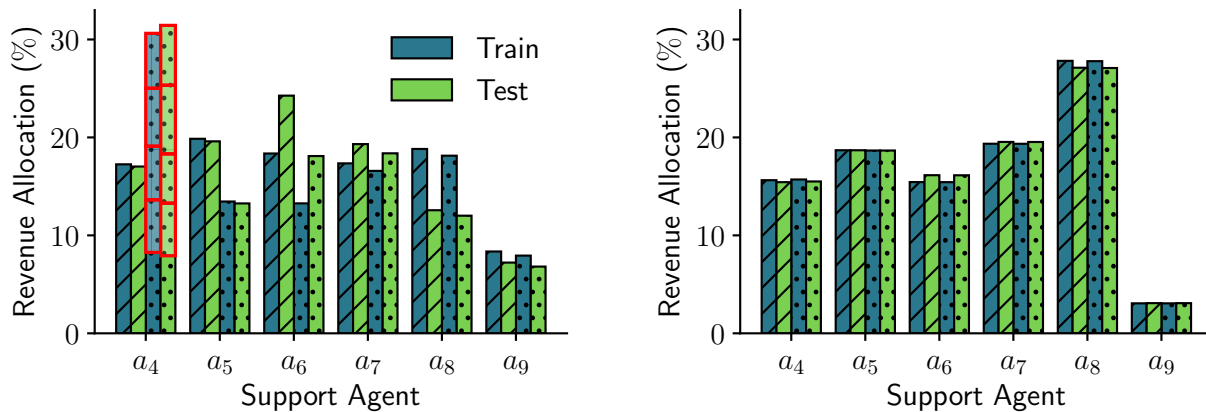 Revenue Allocation (%)
30
20
10
0
Train
Test
a4
a5
a6
a7
a8
a9
Support Agent
Revenue Allocation (%)
30
20
10
0
a4
a5
a6
a7
a8
a9
Support Agent